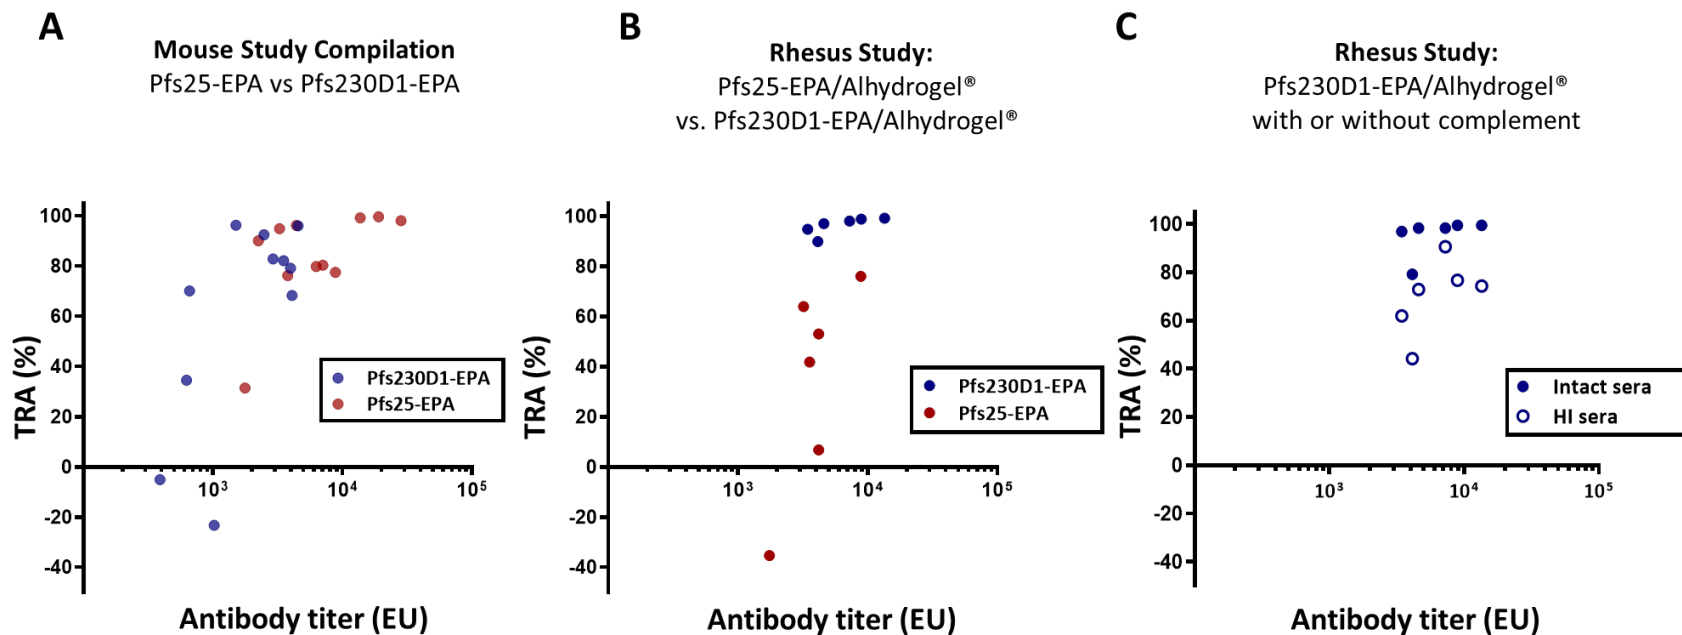 A
Mouse Study Compilation
Pfs25-EPA vs Pfs230D1-EPA
TRA (%)
100
80
60
40
20
0
-20
-40
10³
10⁴
10⁵
Pfs230D1-EPA
Pfs25-EPA
Antibody titer (EU)
B
Rhesus Study:
Pfs25-EPA/Alhydrogel®
vs. Pfs230D1-EPA/Alhydrogel®
TRA (%)
100
80
60
40
20
0
-20
-40
10³
10⁴
10⁵
Pfs230D1-EPA
Pfs25-EPA
Antibody titer (EU)
C
Rhesus Study:
Pfs230D1-EPA/Alhydrogel®
with or without complement
TRA (%)
100
80
60
40
20
0
-20
-40
10³
10⁴
10⁵
Intact sera
HI sera
Antibody titer (EU)